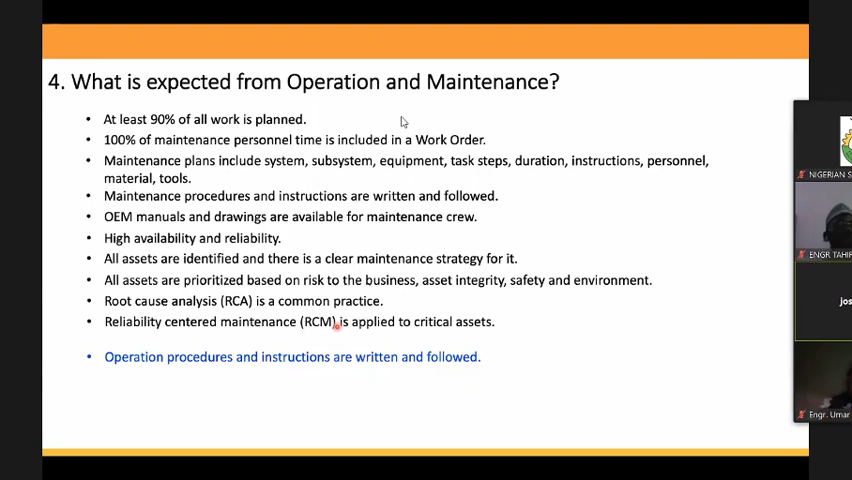 4. What is expected from Operation and Maintenance?
• At least 90% of all work is planned.
• 100% of maintenance personnel time is included in a Work Order.
• Maintenance plans include system, subsystem, equipment, task steps, duration, instructions, personnel,
material, tools.
• Maintenance procedures and instructions are written and followed.
• OEM manuals and drawings are available for maintenance crew.
• High availability and reliability.
• All assets are identified and there is a clear maintenance strategy for it.
• All assets are prioritized based on risk to the business, asset integrity, safety and environment.
• Root cause analysis (RCA) is a common practice.
• Reliability centered maintenance (RCM) is applied to critical assets.
• Operation procedures and instructions are written and followed.
NIGERIAN S
ENGR TAHIR
Jos
Engr. Umar